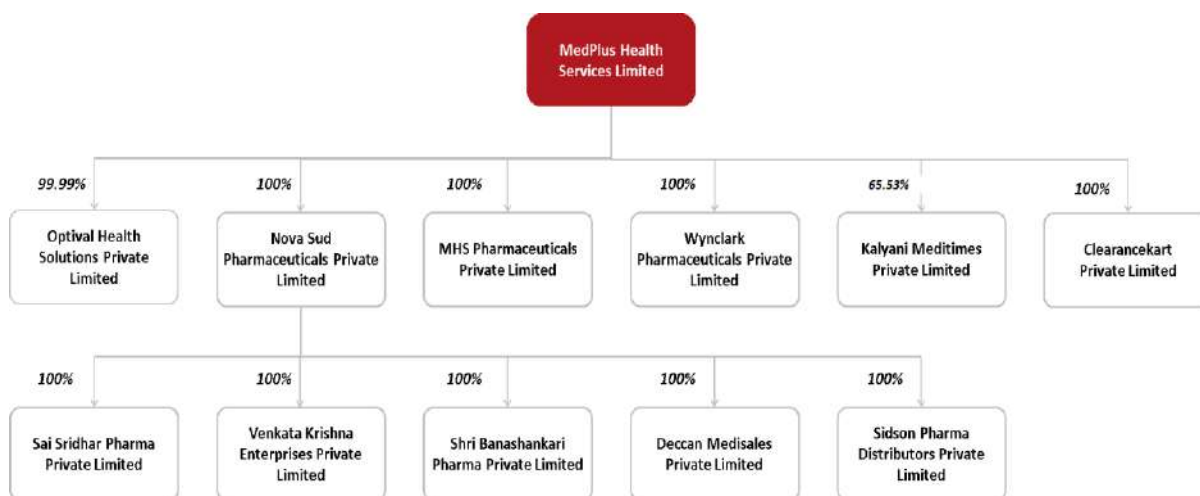 MedPlus Health
Services Limited
99.99%
100%
100%
100%
65.53%
100%
Optival Health
Solutions Private
Limited
Nova Sud
Pharmaceuticals Private
Limited
MHS Pharmaceuticals
Private Limited
Wynclark
Pharmaceuticals Private
Limited
Kalyani Meditimes
Private Limited
Clearancekart
Private Limited
100%
100%
100%
100%
100%
Sai Sridhar Pharma
Private Limited
Venkata Krishna
Enterprises Private
Limited
Shri Banashankari
Pharma Private Limited
Deccan Medisales
Private Limited
Sidson Pharma
Distributors Private
Limited